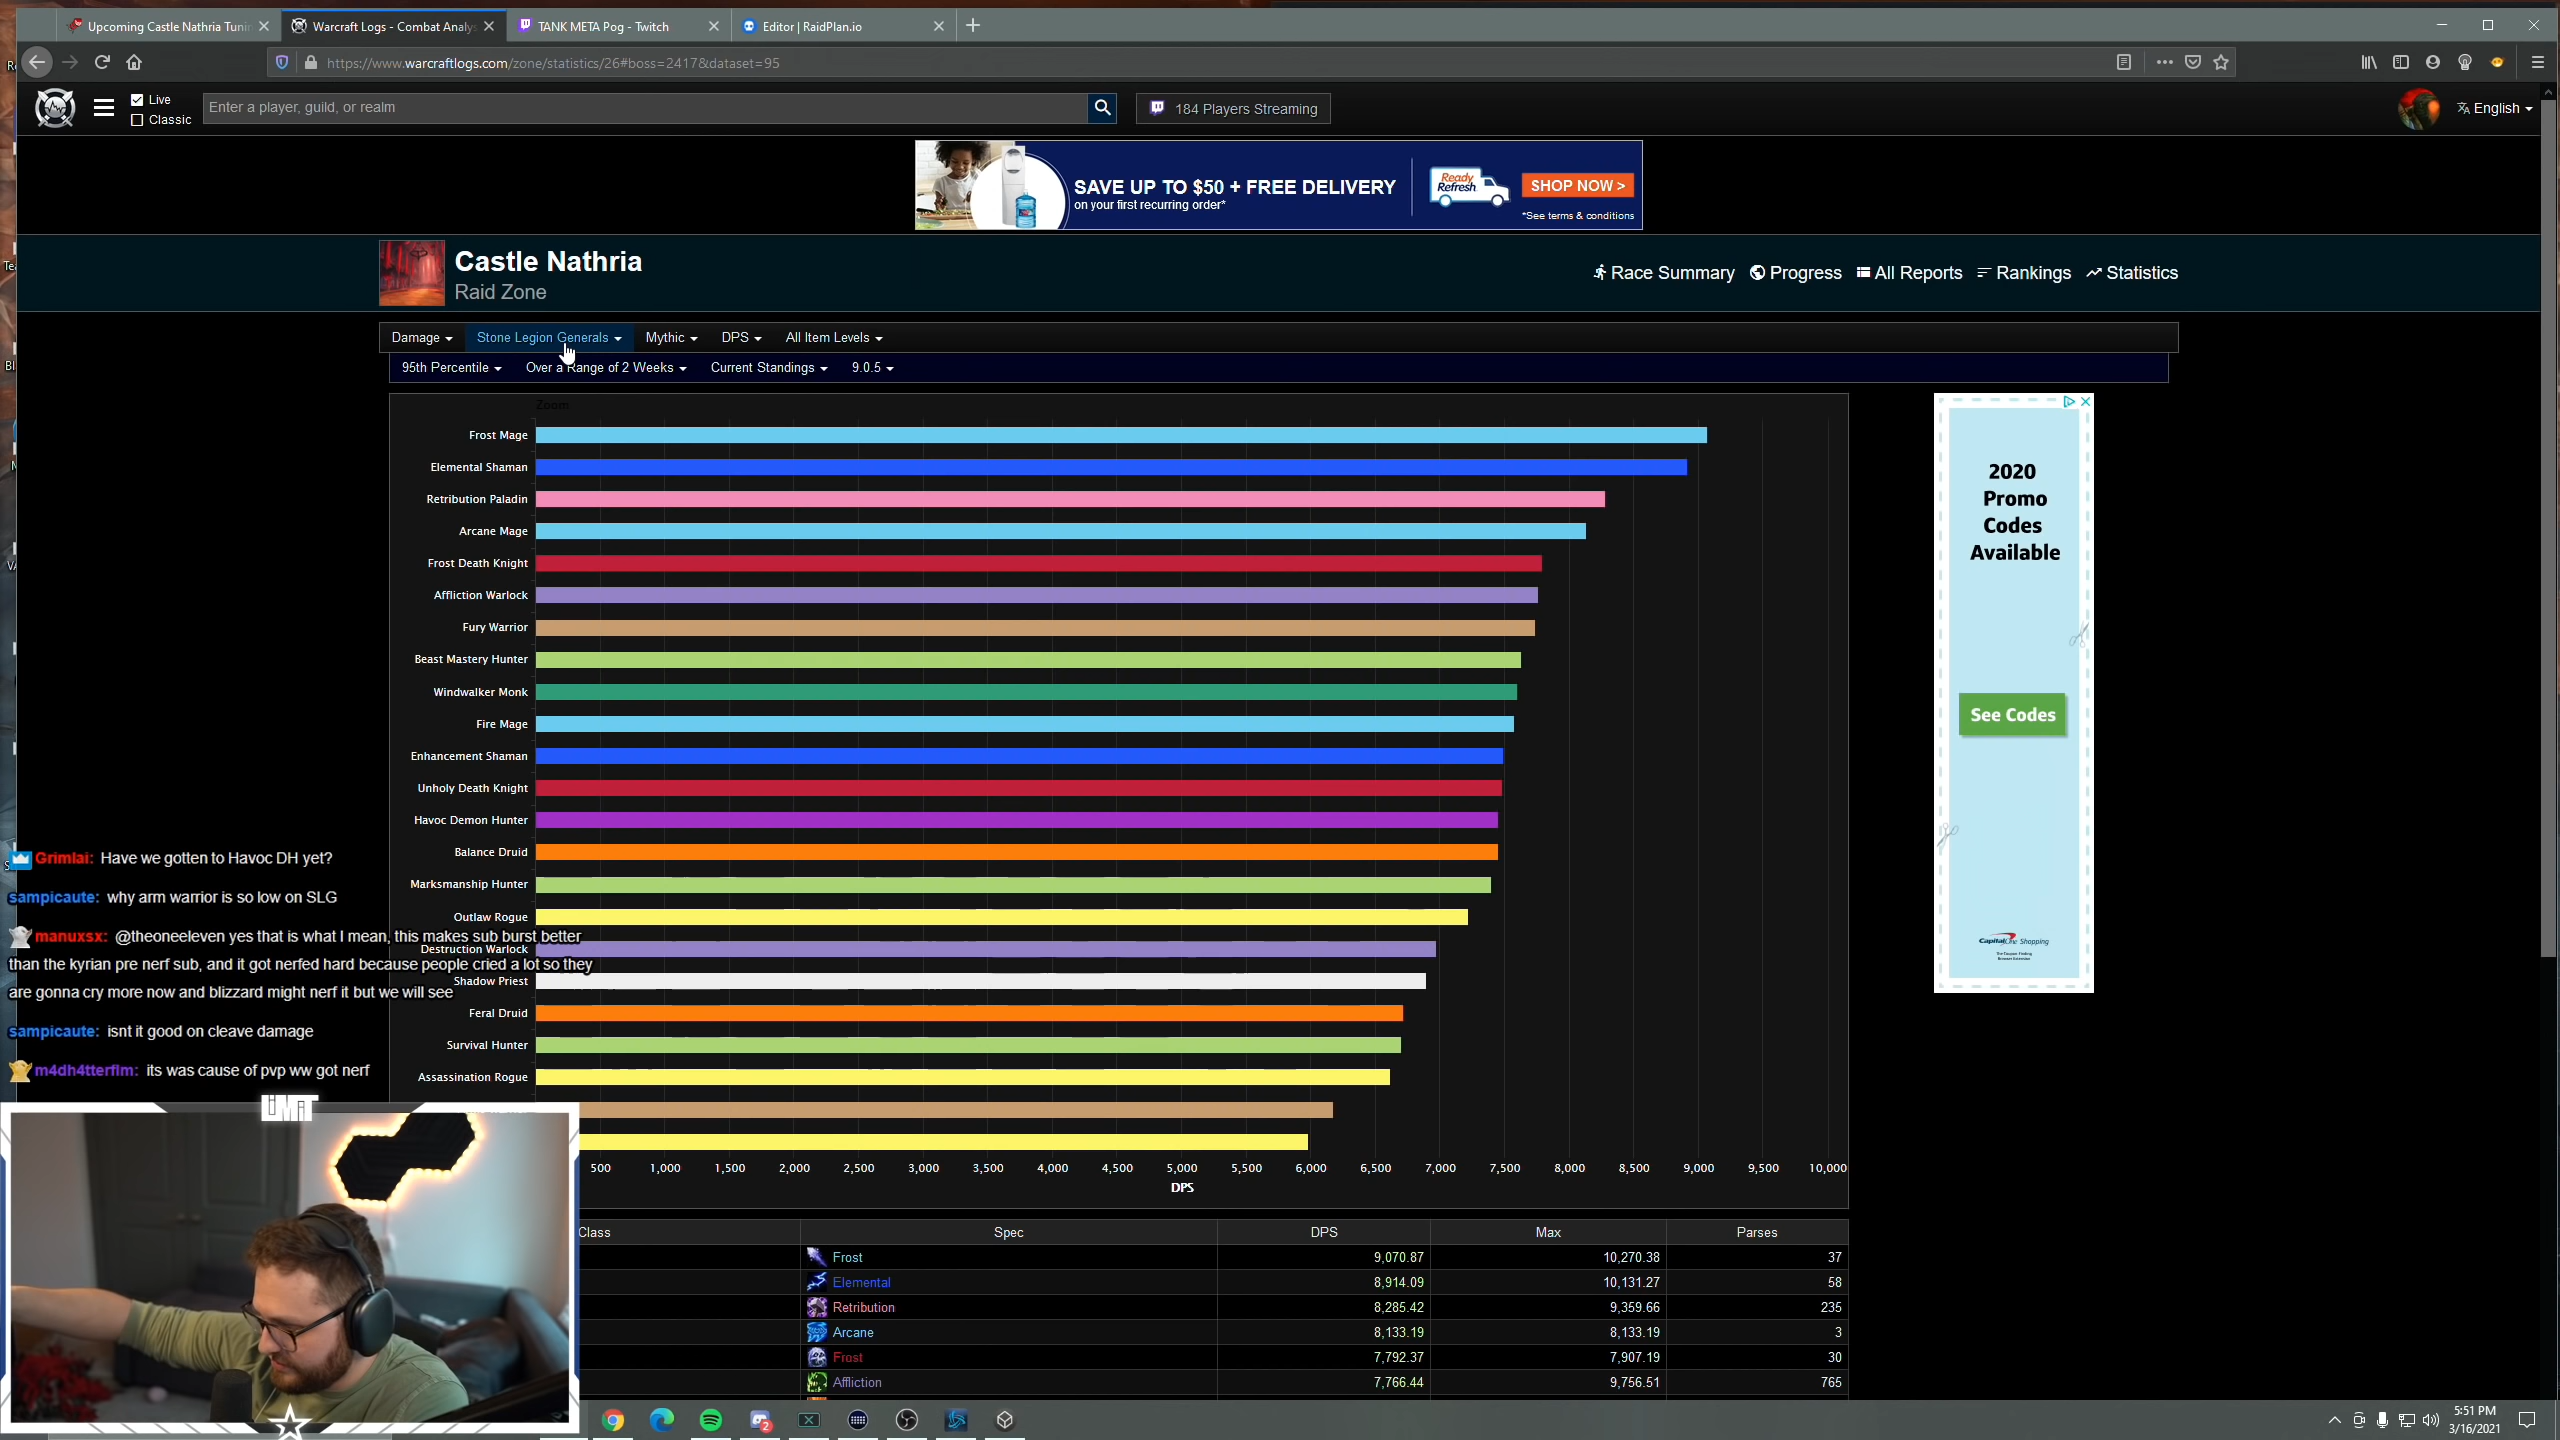 Upcoming Castle Nathria Tunin
Warcraft Logs - Combat Analys
TANK META Pog - Twitch
Editor | RaidPlan.io
https://www.warcraftlogs.com/zone/statistics/26#boss=2417&dataset=95
Live
Classic
Enter a player, guild, or realm
184 Players Streaming
English
SAVE UP TO $50 + FREE DELIVERY
on your first recurring order*
Ready
Refresh
SHOP NOW >
*See terms & conditions
Castle Nathria
Raid Zone
Race Summary
Progress
All Reports
Rankings
Statistics
Damage
Stone Legion Generals
Mythic
DPS
All Item Levels
95th Percentile
Over a Range of 2 Weeks
Current Standings
9.0.5
Zoom
Frost Mage
Elemental Shaman
Retribution Paladin
Arcane Mage
Frost Death Knight
Affliction Warlock
Fury Warrior
Beast Mastery Hunter
Windwalker Monk
Fire Mage
Enhancement Shaman
Unholy Death Knight
Havoc Demon Hunter
Balance Druid
Marksmanship Hunter
Outlaw Rogue
Destruction Warlock
Shadow Priest
Feral Druid
Survival Hunter
Assassination Rogue
500 1,000 1,500 2,000 2,500 3,000 3,500 4,000 4,500 5,000 5,500 6,000 6,500 7,000 7,500 8,000 8,500 9,000 9,500 10,000
DPS
2020
Promo
Codes
Available
See Codes
Capital One Shopping
Grimlai: Have we gotten to Havoc DH yet?
sampicaute: why arm warrior is so low on SLG
manuxsx: @theoneeleven yes that is what I mean, this makes sub burst better
than the kyrian pre nerf sub, and it got nerfed hard because people cried a lot so they
are gonna cry more now and blizzard might nerf it but we will see
sampicaute: isnt it good on cleave damage
m4dh4tterflm: its was cause of pvp ww got nerf
LIMIT
Class Spec DPS Max Parses
Frost 9,070.87 10,270.38 37
Elemental 8,914.09 10,131.27 58
Retribution 8,285.42 9,359.66 235
Arcane 8,133.19 8,133.19 3
Frost 7,792.37 7,907.19 30
Affliction 7,766.44 9,756.51 765
2
5:51 PM
3/16/2021